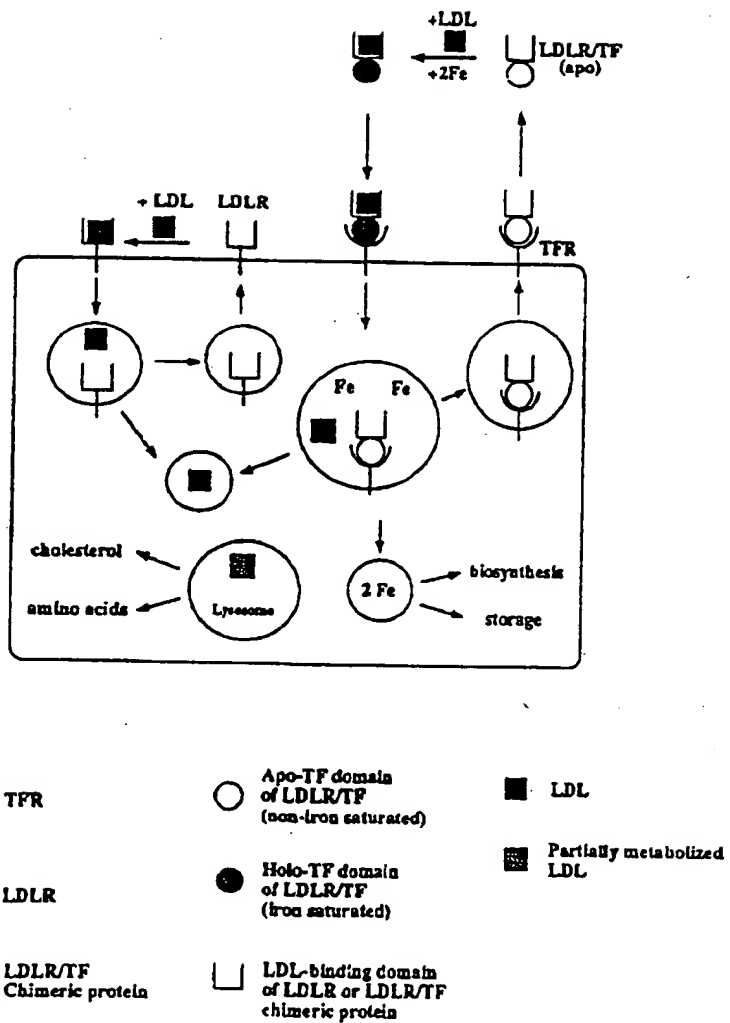 +LDL
+2Fe
LDLR/TF
(apo)
+ LDL LDLR
TFR
Fe Fe
cholesterol
amino acids
Lysosome
2 Fe
biosynthesis
storage
TFR
Apo-TF domain
of LDLR/TF
(non-iron saturated)
LDL
LDLR
Holo-TF domain
of LDLR/TF
(iron saturated)
Partially metabolized
LDL
LDLR/TF
Chimeric protein
LDL-binding domain
of LDLR or LDLR/TF
chimeric protein